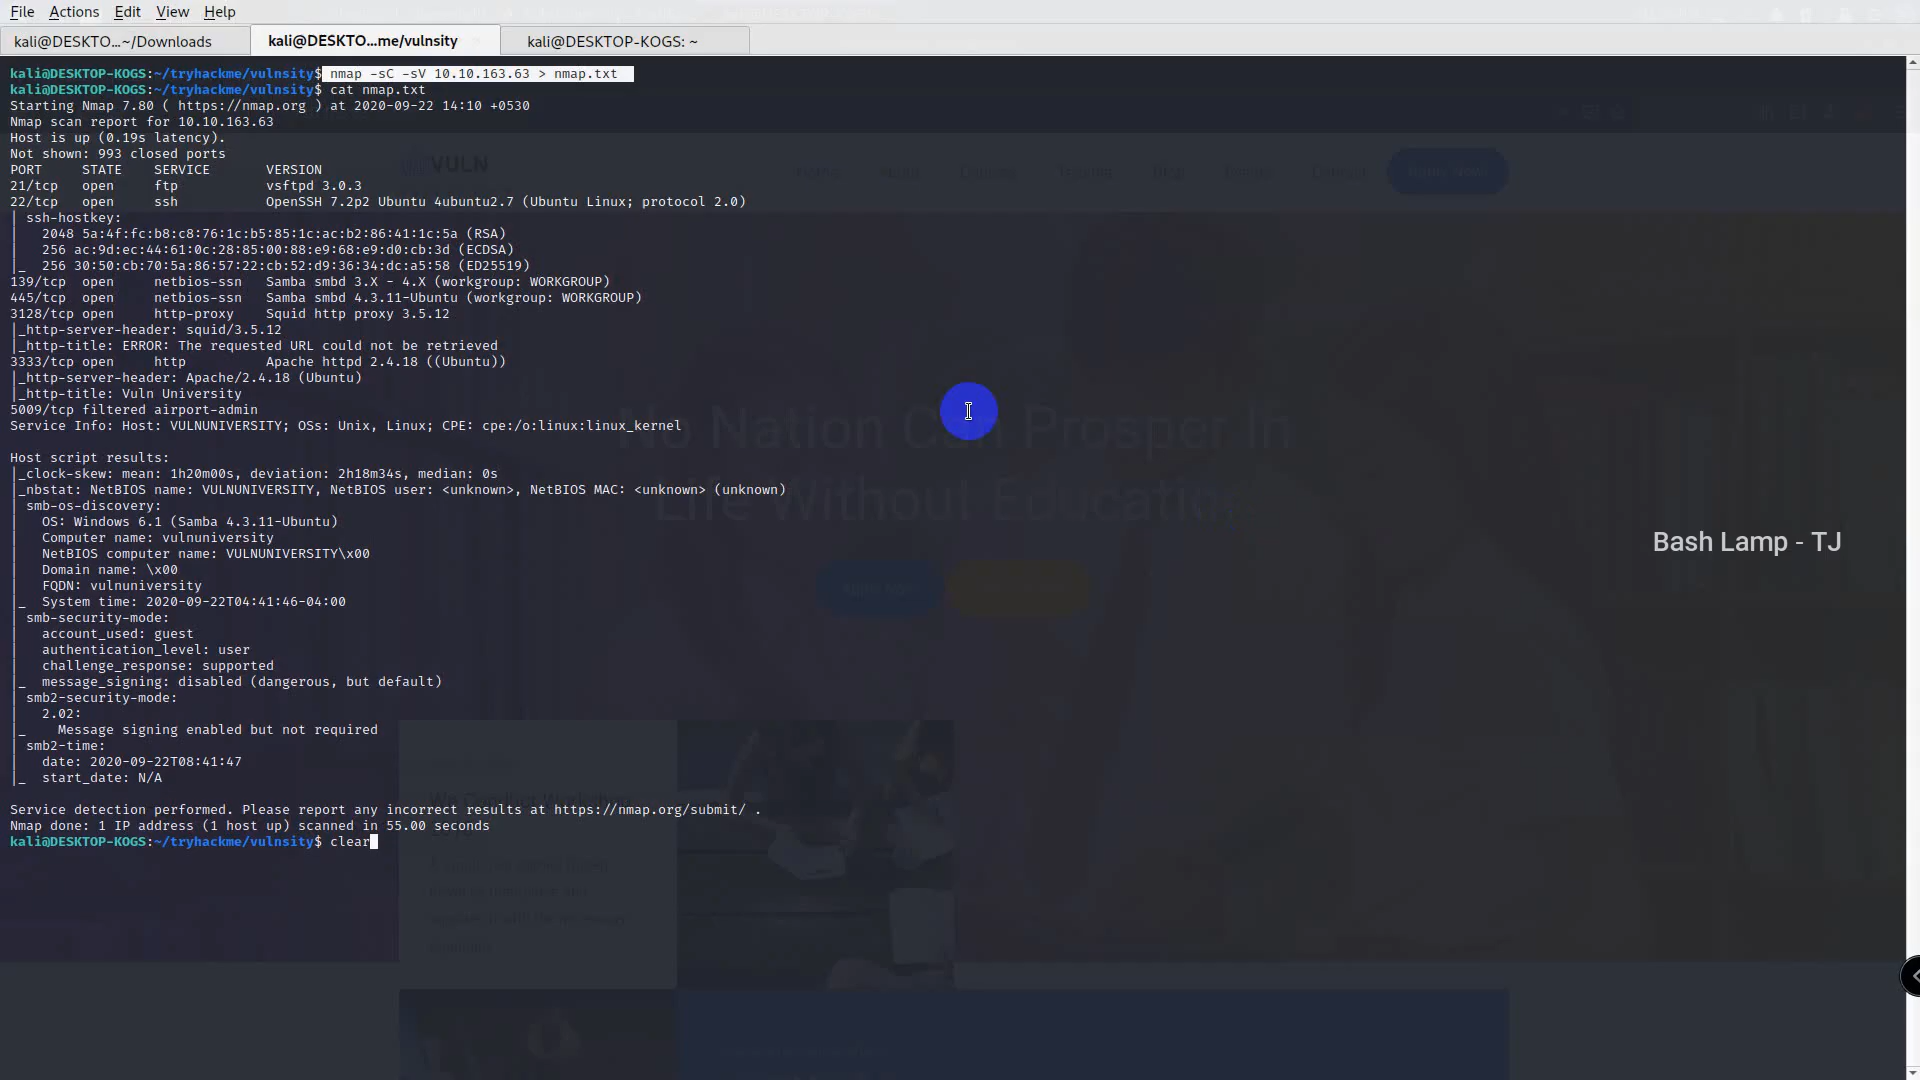 File Actions Edit View Help
kali@DESKTO...~/Downloads kali@DESKTO...me/vulnsity kali@DESKTOP-KOGS: ~
kali@DESKTOP-KOGS:~/tryhackme/vulnsity$ nmap -sC -sV 10.10.163.63 > nmap.txt
kali@DESKTOP-KOGS:~/tryhackme/vulnsity$ cat nmap.txt
Starting Nmap 7.80 ( https://nmap.org ) at 2020-09-22 14:10 +0530
Nmap scan report for 10.10.163.63
Host is up (0.19s latency).
Not shown: 993 closed ports
PORT     STATE    SERVICE       VERSION
21/tcp   open     ftp           vsftpd 3.0.3
22/tcp   open     ssh           OpenSSH 7.2p2 Ubuntu 4ubuntu2.7 (Ubuntu Linux; protocol 2.0)
| ssh-hostkey:
|   2048 5a:4f:fc:b8:c8:76:1c:b5:85:1c:ac:b2:86:41:1c:5a (RSA)
|   256 ac:9d:ec:44:61:0c:28:85:00:88:e9:68:e9:d0:cb:3d (ECDSA)
|_  256 30:50:cb:70:5a:86:57:22:cb:52:d9:36:34:dc:a5:58 (ED25519)
139/tcp  open     netbios-ssn   Samba smbd 3.X - 4.X (workgroup: WORKGROUP)
445/tcp  open     netbios-ssn   Samba smbd 4.3.11-Ubuntu (workgroup: WORKGROUP)
3128/tcp open     http-proxy    Squid http proxy 3.5.12
|_http-server-header: squid/3.5.12
|_http-title: ERROR: The requested URL could not be retrieved
3333/tcp open     http          Apache httpd 2.4.18 ((Ubuntu))
|_http-server-header: Apache/2.4.18 (Ubuntu)
|_http-title: Vuln University
5009/tcp filtered airport-admin
Service Info: Host: VULNUNIVERSITY; OSs: Unix, Linux; CPE: cpe:/o:linux:linux_kernel
Host script results:
|_clock-skew: mean: 1h20m00s, deviation: 2h18m34s, median: 0s
|_nbstat: NetBIOS name: VULNUNIVERSITY, NetBIOS user: <unknown>, NetBIOS MAC: <unknown> (unknown)
| smb-os-discovery:
|   OS: Windows 6.1 (Samba 4.3.11-Ubuntu)
|   Computer name: vulnuniversity
|   NetBIOS computer name: VULNUNIVERSITY\x00
|   Domain name: \x00
|   FQDN: vulnuniversity
|_  System time: 2020-09-22T04:41:46-04:00
| smb-security-mode:
|   account_used: guest
|   authentication_level: user
|   challenge_response: supported
|_  message_signing: disabled (dangerous, but default)
| smb2-security-mode:
|   2.02:
|_    Message signing enabled but not required
| smb2-time:
|   date: 2020-09-22T08:41:47
|_  start_date: N/A
Service detection performed. Please report any incorrect results at https://nmap.org/submit/ .
Nmap done: 1 IP address (1 host up) scanned in 55.00 seconds
kali@DESKTOP-KOGS:~/tryhackme/vulnsity$ clear
VULN
No Nation Can Prosper In
Life Without Education
Bash Lamp - TJ